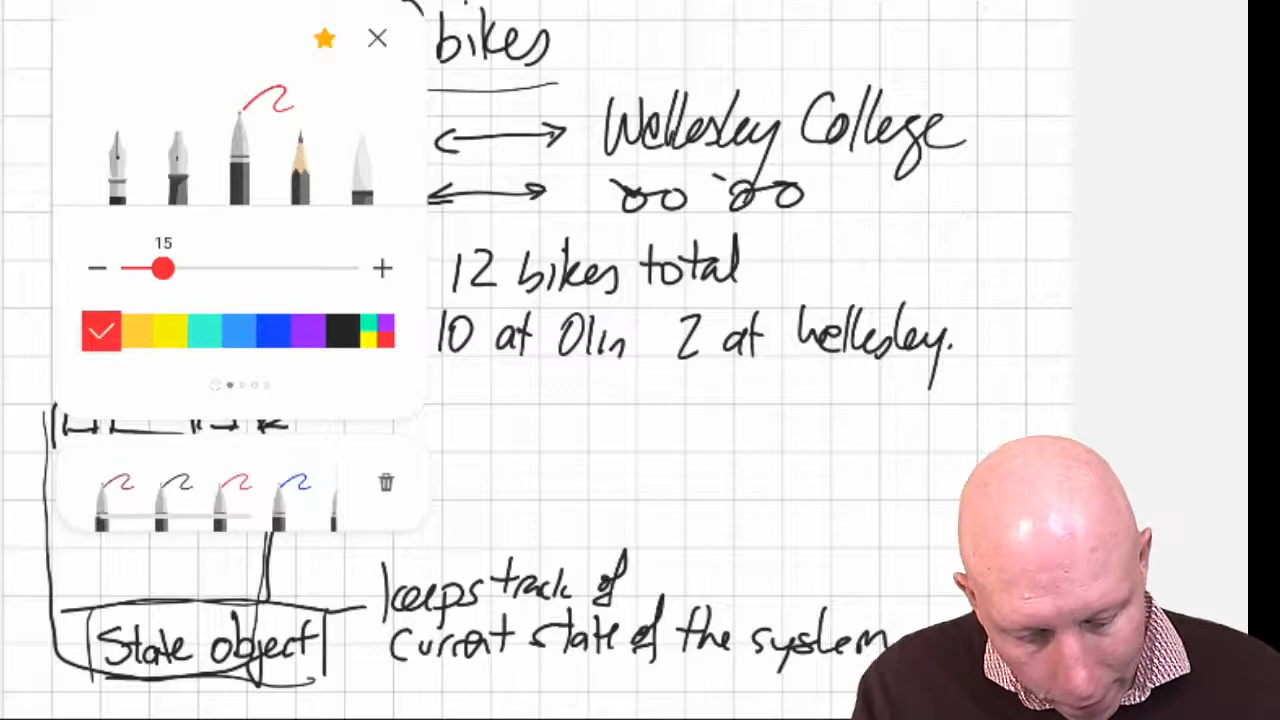 bikes
15
Wellesley College
12 bikes total
10 at Olin 2 at Wellesley.
State object
keeps track of
current state of the system